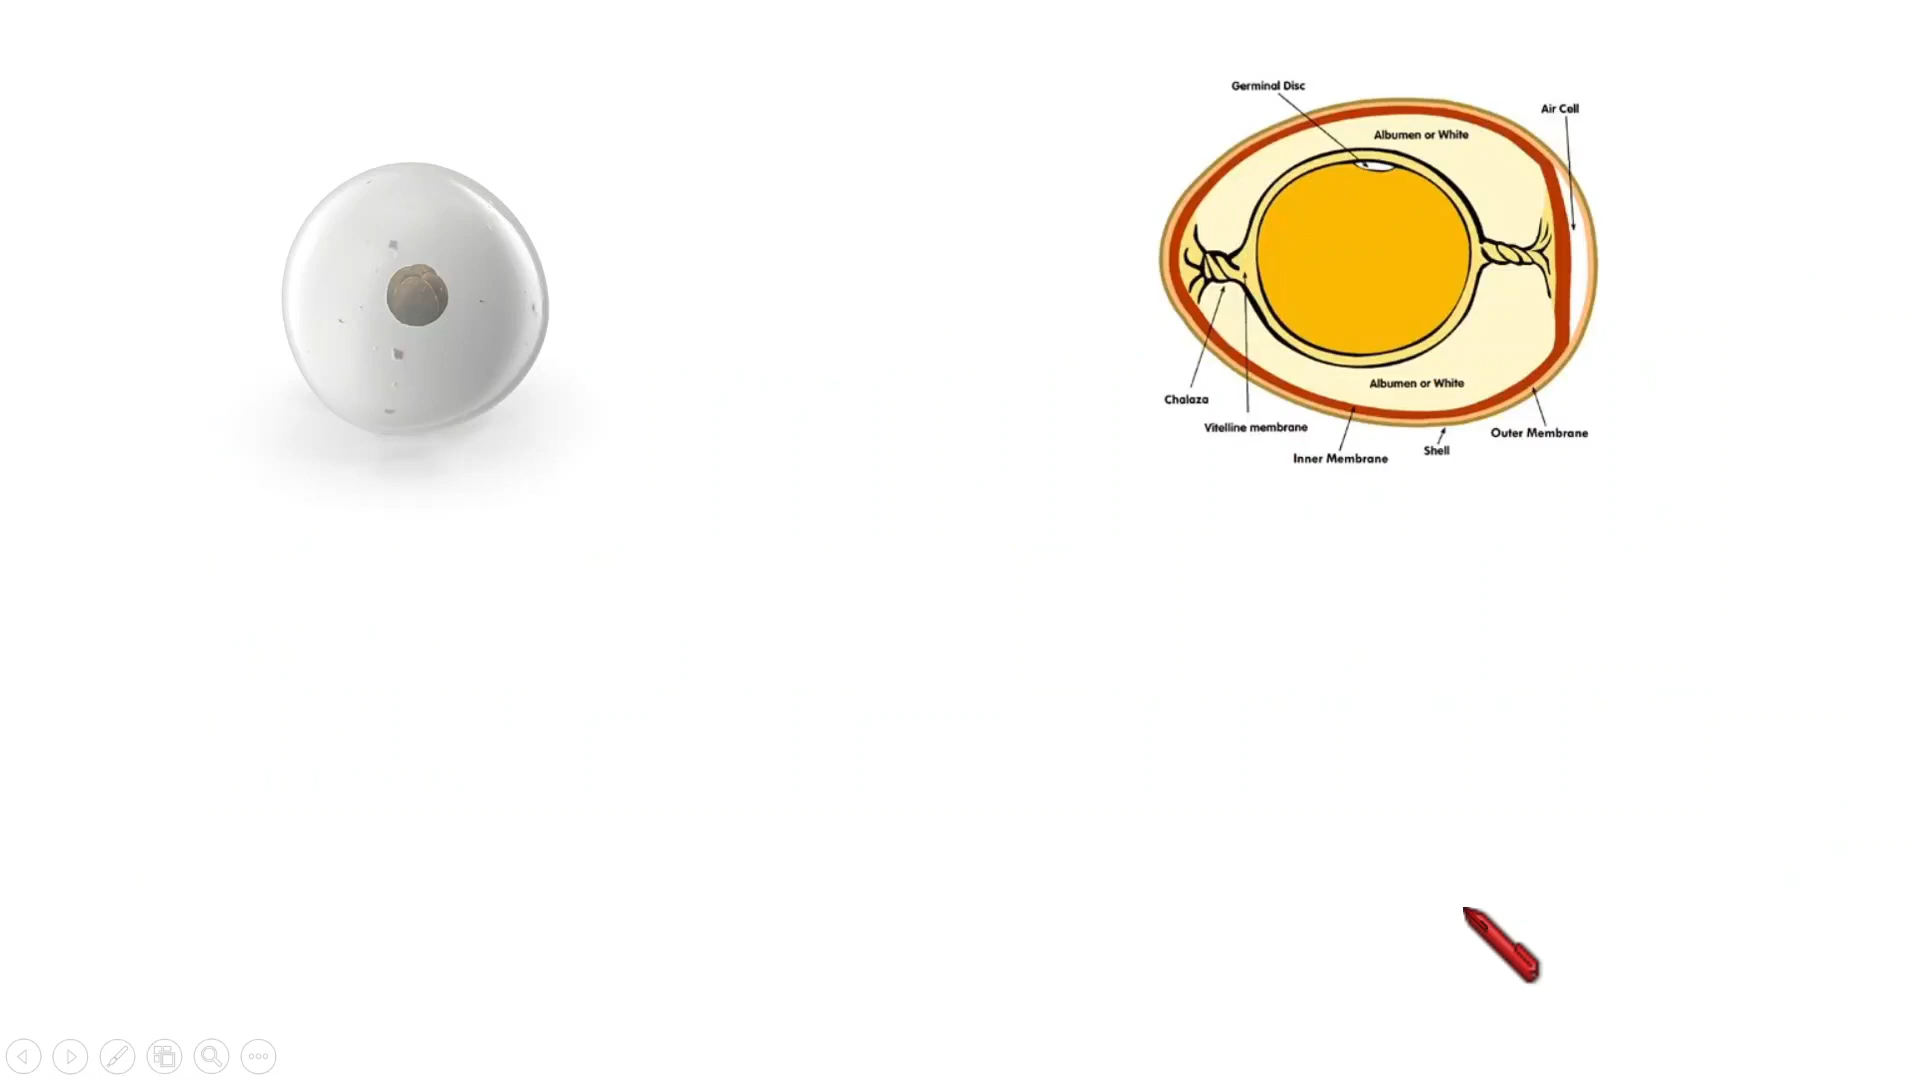 Germinal Disc
Air Cell
Albumen or White
Albumen or White
Chalaza
Vitelline membrane
Outer Membrane
Shell
Inner Membrane